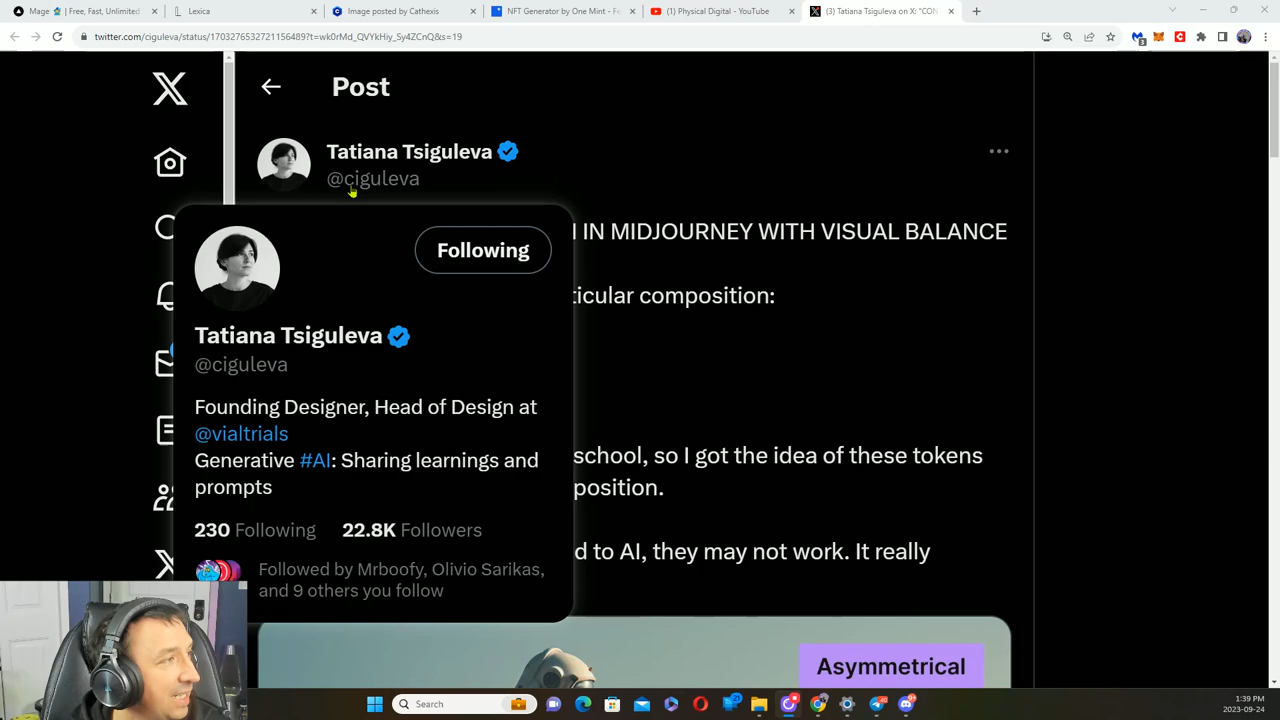 Mage | Free, Fast, Unlimited
Lexica
Image posted by Cathexis
NFT Generator by One Mint - F
(1) Physical Digital - YouTube
(3) Tatiana Tsiguleva on X: "CON
twitter.com/ciguleva/status/1703276532721156489?t=wk0rMd_QVYkHiy_Sy4ZCnQ&s=19
3
Post
Tatiana Tsiguleva
@ciguleva
IN MIDJOURNEY WITH VISUAL BALANCE
ticular composition:
Following
Tatiana Tsiguleva
@ciguleva
Founding Designer, Head of Design at
@vialtrials
school, so I got the idea of these tokens
Generative #AI: Sharing learnings and
prompts
position.
230 Following 22.8K Followers
d to AI, they may not work. It really
Followed by Mrboofy, Olivio Sarikas,
and 9 others you follow
Asymmetrical
Search
1:39 PM
2023-09-24